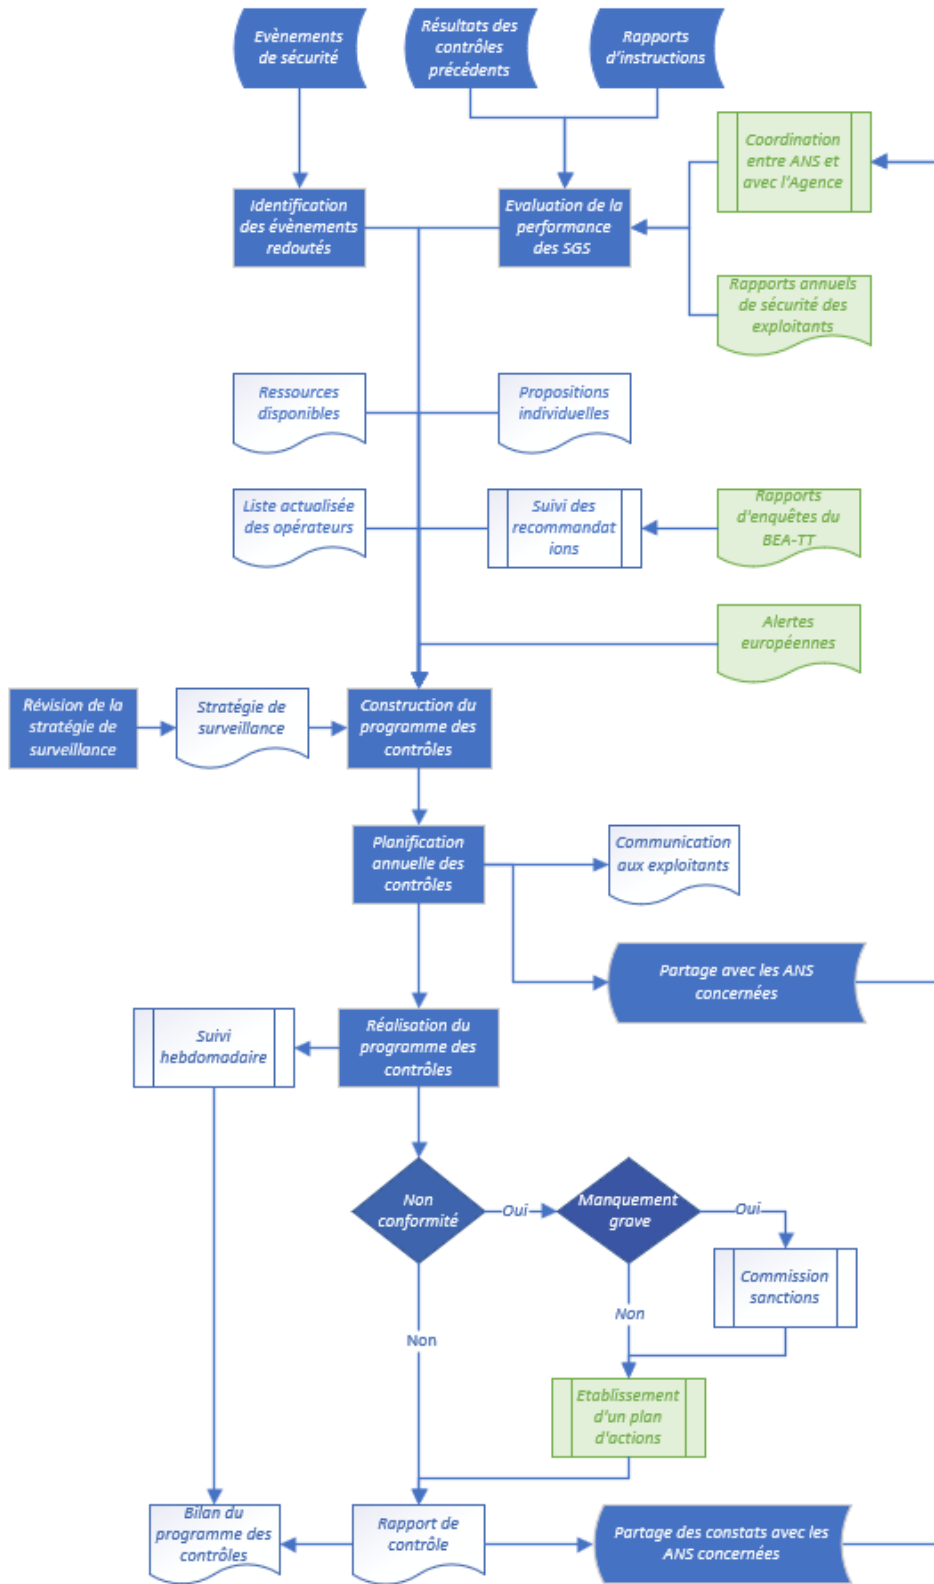 Evènements
de sécurité
Résultats des
contrôles
précédents
Rapports
d'instructions
Coordination
entre ANS et
avec l'Agence
Identification
des évènements
redoutés
Evaluation de la
performance
des SGS
Rapports annuels
de sécurité des
exploitants
Ressources
disponibles
Propositions
individuelles
Liste actualisée
des opérateurs
Suivi des
recommandat
ions
Rapports
d'enquêtes du
BEA-TT
Alertes
européennes
Révision de la
stratégie de
surveillance
Stratégie de
surveillance
Construction du
programme des
contrôles
Planification
annuelle des
contrôles
Communication
aux exploitants
Partage avec les ANS
concernées
Suivi
hebdomadaire
Réalisation du
programme des
contrôles
Non
conformité
Oui
Manquement
grave
Oui
Commission
sanctions
Non
Non
Etablissement
d'un plan
d'actions
Bilan du
programme des
contrôles
Rapport de
contrôle
Partage des constats avec les
ANS concernées